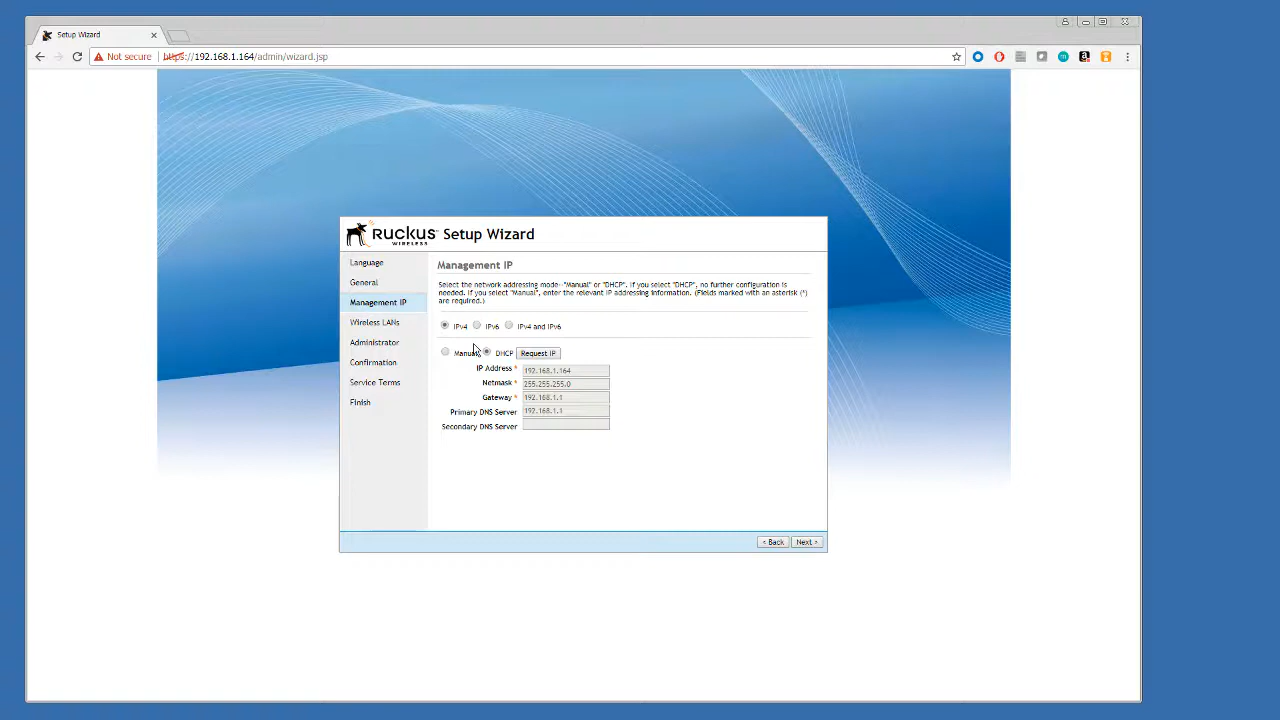 Setup Wizard
Not secure https://192.168.1.164/admin/wizard.jsp
Ruckus WIRELESS Setup Wizard
Language
General
Management IP
Wireless LANs
Administrator
Confirmation
Service Terms
Finish
Management IP
Select the network addressing mode--"Manual" or "DHCP". If you select "DHCP", no further configuration is
needed. If you select "Manual", enter the relevant IP addressing information. (Fields marked with an asterisk (*)
are required.)
IPv4 IPv6 IPv4 and IPv6
Manual DHCP Request IP
IP Address * 192.168.1.164
Netmask * 255.255.255.0
Gateway * 192.168.1.1
Primary DNS Server 192.168.1.1
Secondary DNS Server
< Back Next >